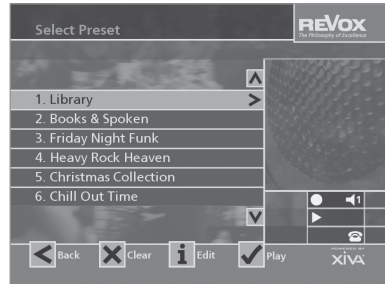 Select Preset
REVOX
The Philosophy of Excellence
1. Library
2. Books & Spoken
3. Friday Night Funk
4. Heavy Rock Heaven
5. Christmas Collection
6. Chill Out Time
1
Back Clear i Edit Play
POWERED BY
XiVA